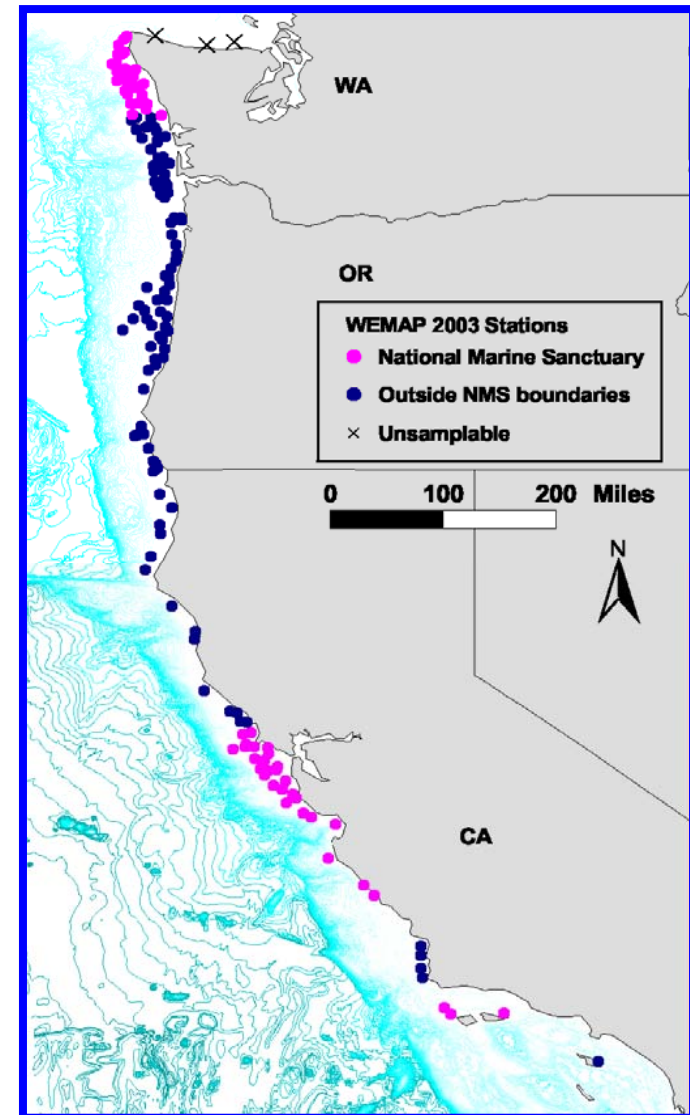 WA
OR
WEMAP 2003 Stations
National Marine Sanctuary
Outside NMS boundaries
Unsamplable
0 100 200 Miles
N
CA